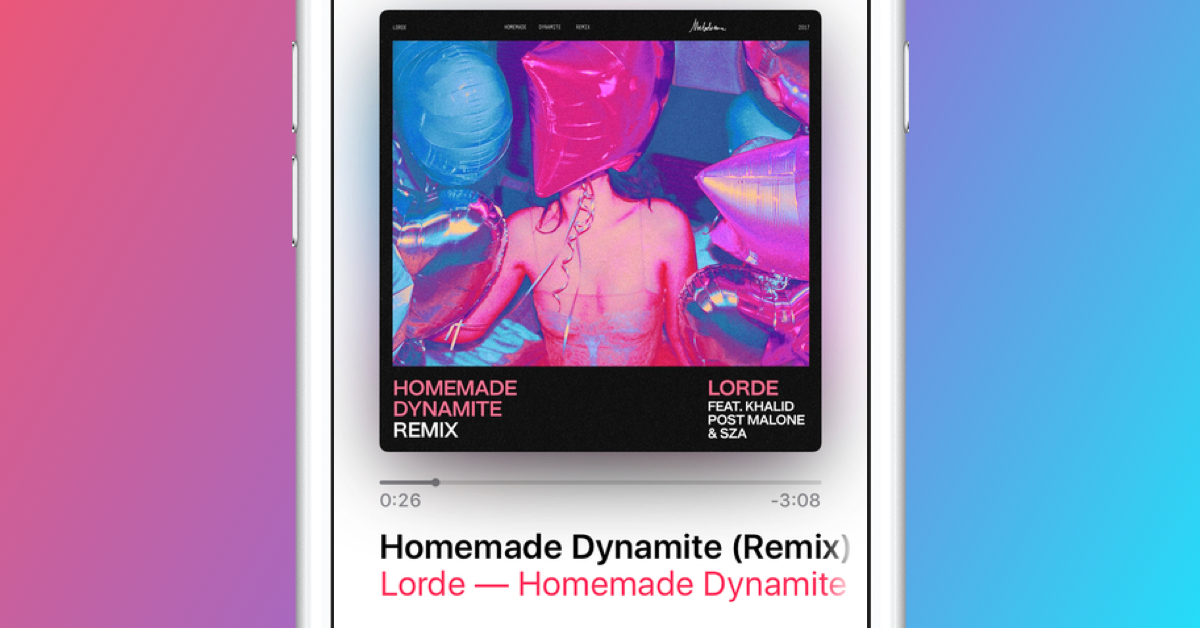 LORDE HOMEMADE DYNAMITE REMIX Melodrama 2017
HOMEMADE
DYNAMITE
REMIX
LORDE
FEAT. KHALID
POST MALONE
& SZA
0:26 -3:08
Homemade Dynamite (Remix)
Lorde — Homemade Dynamite